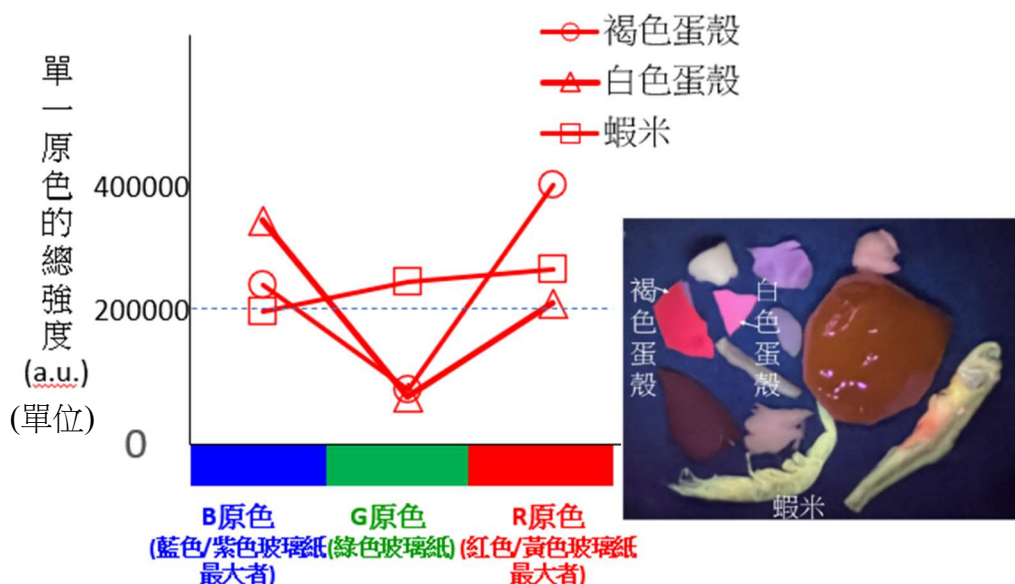 褐色蛋殼
白色蛋殼
蝦米
單一原色的總強度
(a.u.)
(單位)
400000
200000
0
B原色
(藍色/紫色玻璃紙
最大者)
G原色
(綠色玻璃紙)
R原色
(紅色/黃色玻璃紙
最大者)
褐色蛋殼
白色蛋殼
蝦米